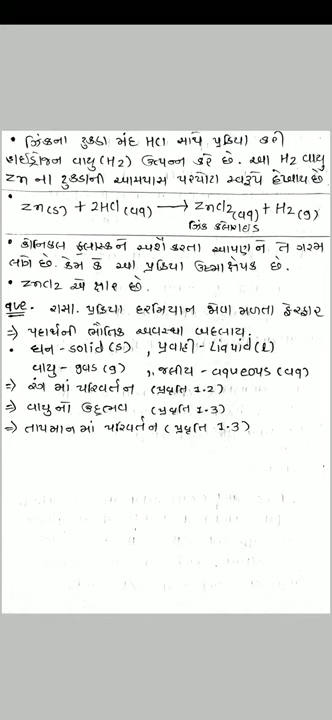 • ઝિંકના ટુકડા મંદ HCl સાથે પ્રક્રિયા કરી
હાઈડ્રોજન વાયુ (H2) ઉત્પન્ન કરે છે. આ H2 વાયુ
Zn ના ટુકડાની આસપાસ પરપોટા સ્વરૂપે દેખાય છે.
• Zn(s) + 2HCl(aq) → ZnCl2(aq) + H2(g)
ઝિંક ક્લોરાઇડ
• કોનિકલ ફ્લાસ્કને સ્પર્શ કરતા આપણને તે ગરમ
લાગે છે. કેમ કે આ પ્રક્રિયા ઉષ્માક્ષેપક છે.
• ZnCl2 એ ક્ષાર છે.
que. રાસા. પ્રક્રિયા દરમિયાન જોવા મળતા ફેરફાર
⇒ પદાર્થની ભૌતિક અવસ્થા બદલાય.
• ઘન - solid (s) , પ્રવાહી - Liquid (l)
વાયુ - gas (g) , જલીય - aqueous (aq)
⇒ રંગ માં પરિવર્તન (પ્રવૃત્તિ 1.2)
⇒ વાયુ નો ઉદ્દભવ (પ્રવૃત્તિ 1.3)
⇒ તાપમાન માં પરિવર્તન (પ્રવૃત્તિ 1.3)